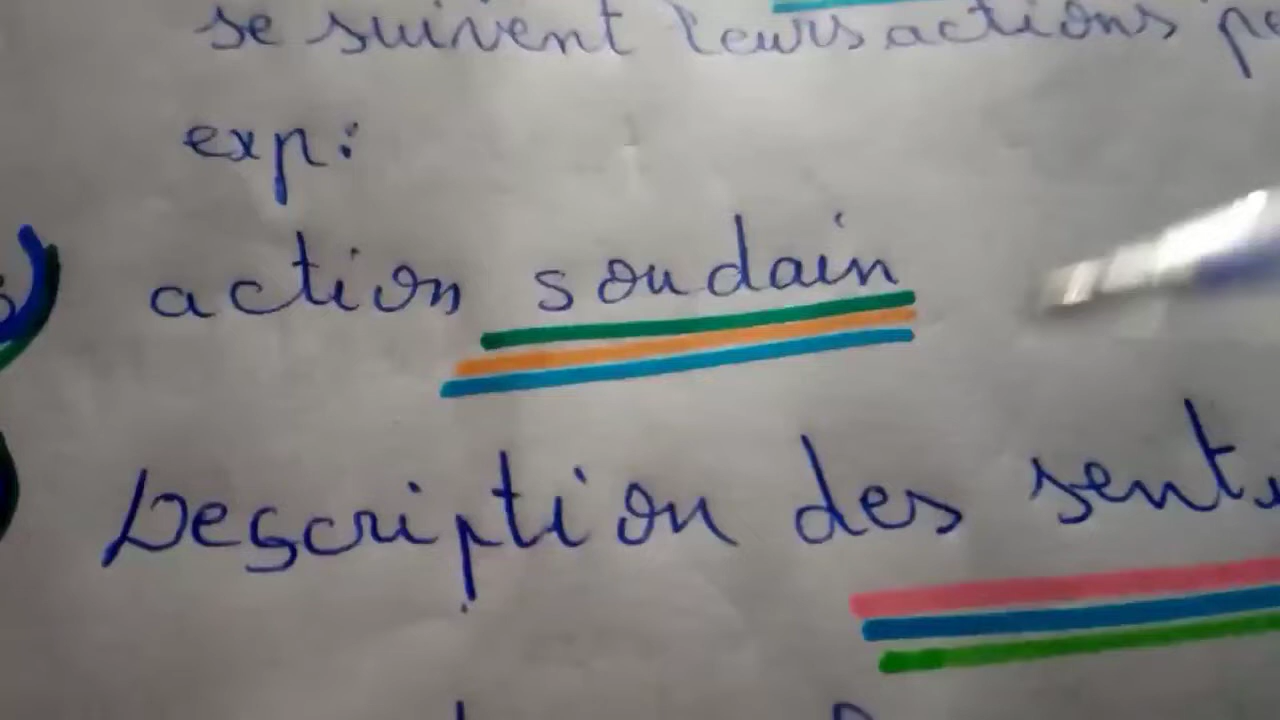 se suivent leurs actions
exp:
action soudain
Description des